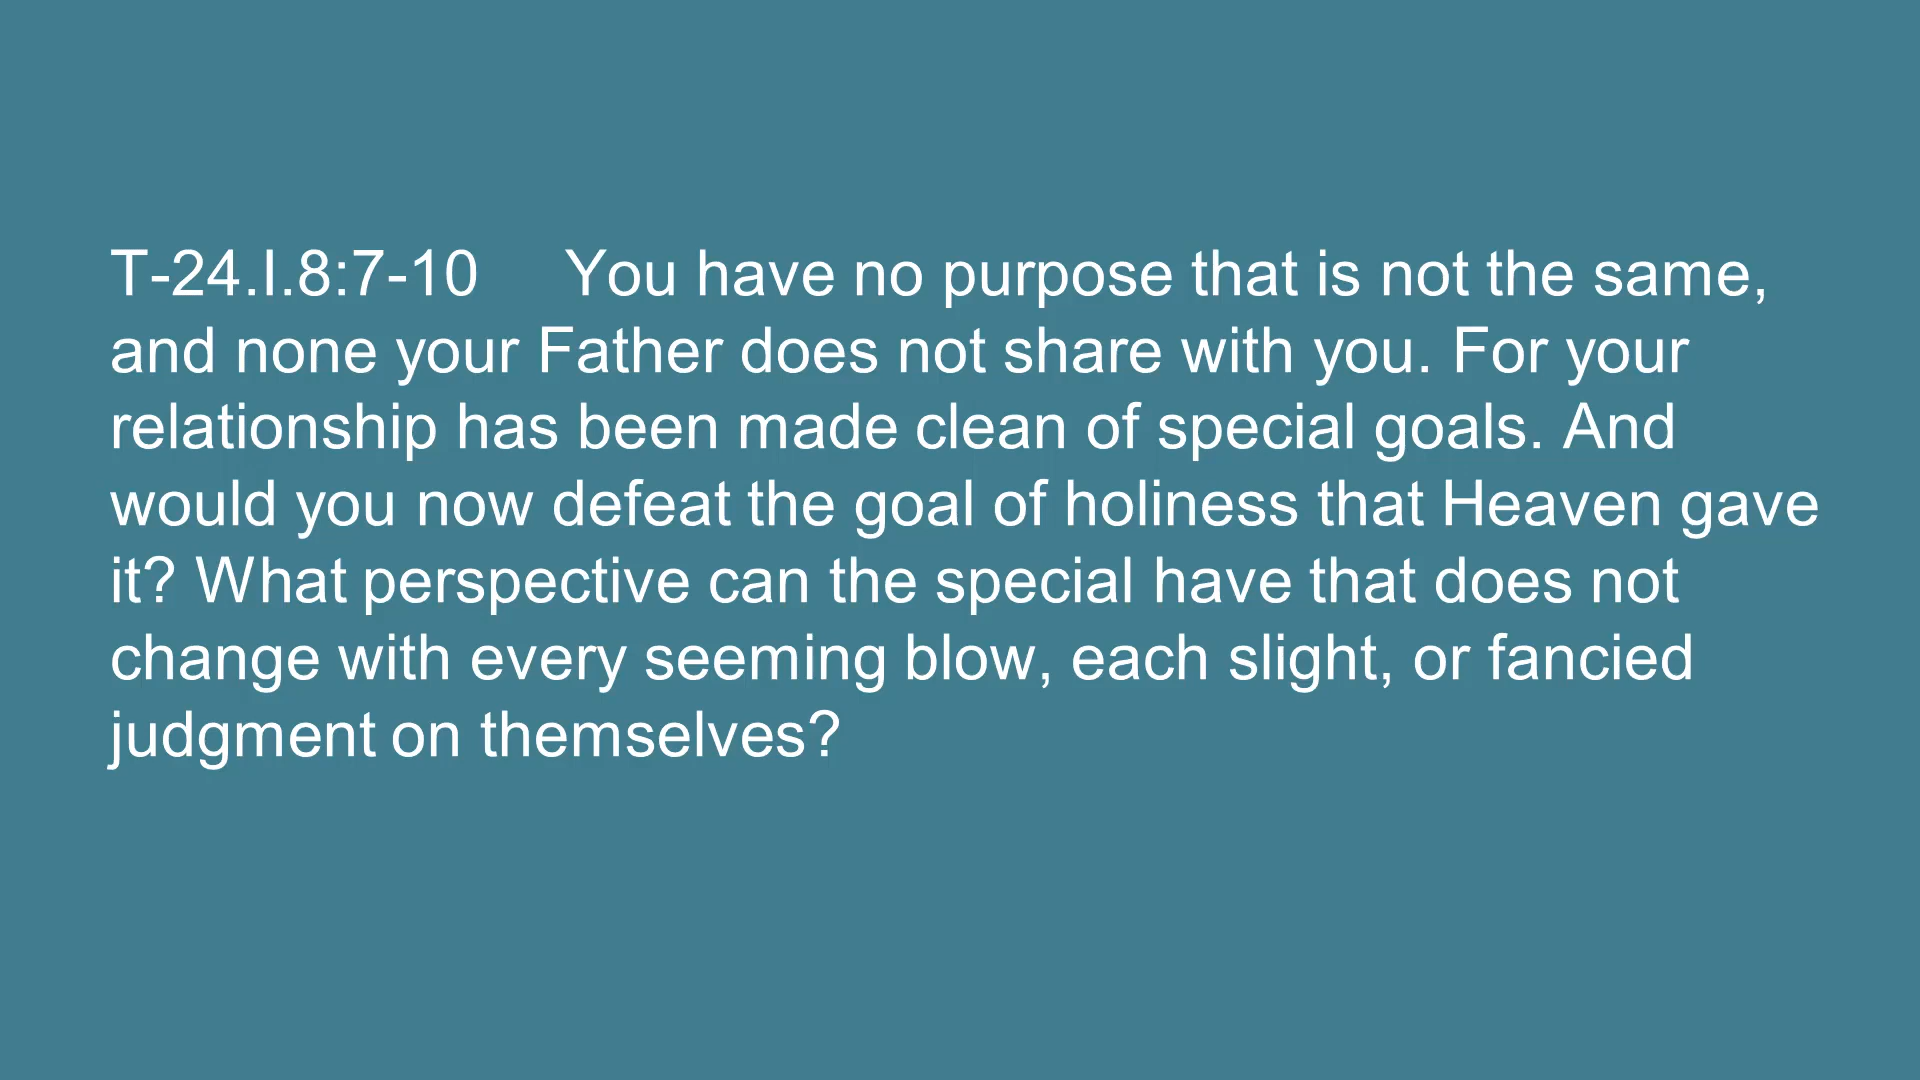 T-24.I.8:7-10 You have no purpose that is not the same,
and none your Father does not share with you. For your
relationship has been made clean of special goals. And
would you now defeat the goal of holiness that Heaven gave
it? What perspective can the special have that does not
change with every seeming blow, each slight, or fancied
judgment on themselves?